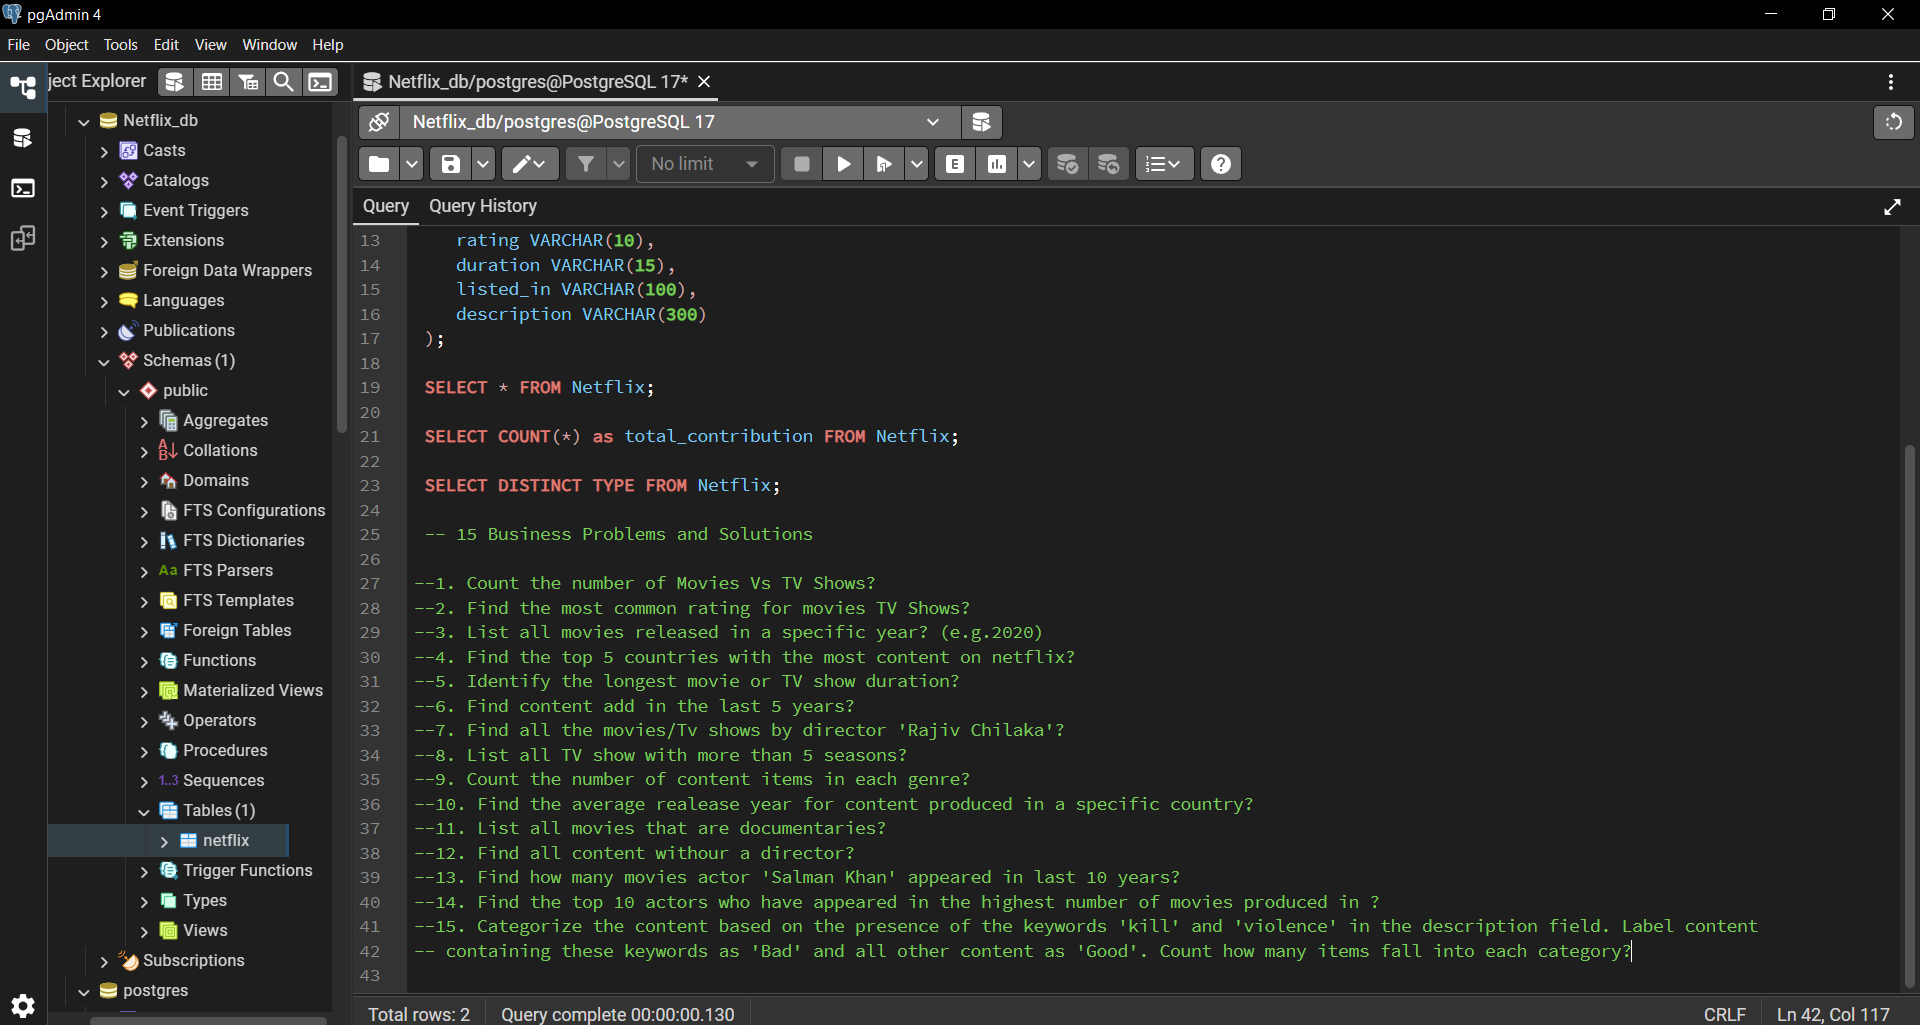 pgAdmin 4
File Object Tools Edit View Window Help
ject Explorer
Netflix_db/postgres@PostgreSQL 17*
Netflix_db
Casts
Catalogs
Event Triggers
Extensions
Foreign Data Wrappers
Languages
Publications
Schemas (1)
public
Aggregates
Collations
Domains
FTS Configurations
FTS Dictionaries
Aa FTS Parsers
FTS Templates
Foreign Tables
Functions
Materialized Views
Operators
Procedures
1..3 Sequences
Tables (1)
netflix
Trigger Functions
Types
Views
Subscriptions
postgres
Netflix_db/postgres@PostgreSQL 17
No limit
E
Query Query History
13 rating VARCHAR(10),
14 duration VARCHAR(15),
15 listed_in VARCHAR(100),
16 description VARCHAR(300)
17 );
18
19 SELECT * FROM Netflix;
20
21 SELECT COUNT(*) as total_contribution FROM Netflix;
22
23 SELECT DISTINCT TYPE FROM Netflix;
24
25 -- 15 Business Problems and Solutions
26
27 --1. Count the number of Movies Vs TV Shows?
28 --2. Find the most common rating for movies TV Shows?
29 --3. List all movies released in a specific year? (e.g.2020)
30 --4. Find the top 5 countries with the most content on netflix?
31 --5. Identify the longest movie or TV show duration?
32 --6. Find content add in the last 5 years?
33 --7. Find all the movies/Tv shows by director 'Rajiv Chilaka'?
34 --8. List all TV show with more than 5 seasons?
35 --9. Count the number of content items in each genre?
36 --10. Find the average realease year for content produced in a specific country?
37 --11. List all movies that are documentaries?
38 --12. Find all content withour a director?
39 --13. Find how many movies actor 'Salman Khan' appeared in last 10 years?
40 --14. Find the top 10 actors who have appeared in the highest number of movies produced in ?
41 --15. Categorize the content based on the presence of the keywords 'kill' and 'violence' in the description field. Label content
42 -- containing these keywords as 'Bad' and all other content as 'Good'. Count how many items fall into each category?
43
Total rows: 2 Query complete 00:00:00.130 CRLF Ln 42, Col 117